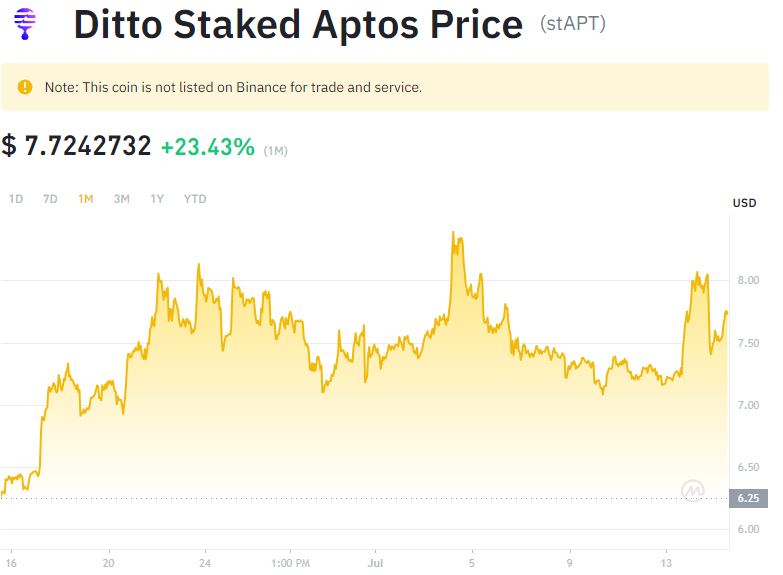 Ditto Staked Aptos Price (stAPT)
Note: This coin is not listed on Binance for trade and service.
$ 7.7242732 +23.43% (1M)
1D 7D 1M 3M 1Y YTD
USD
8.00
7.50
7.00
6.50
6.25
6.00
16 20 24 1:00 PM Jul 5 9 13